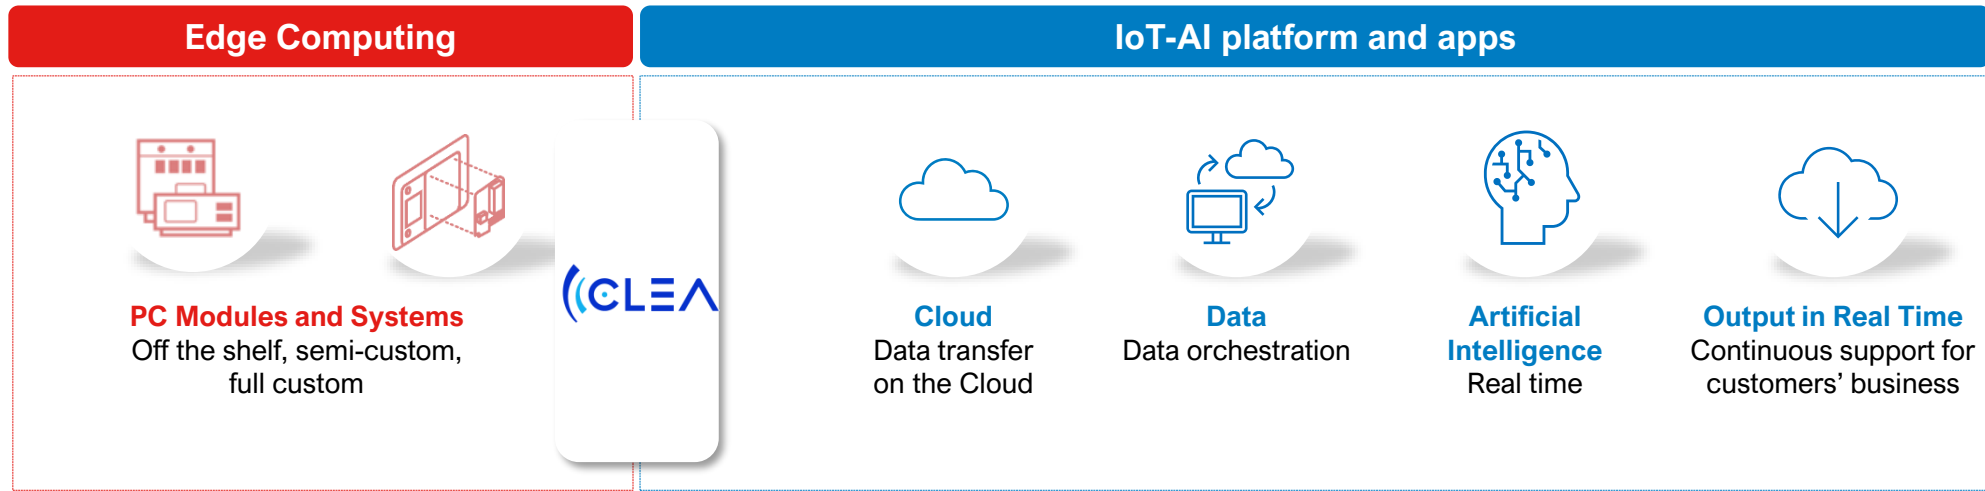 Edge Computing
IoT-AI platform and apps
PC Modules and Systems
Off the shelf, semi-custom,
full custom
CLEA
Cloud
Data transfer
on the Cloud
Data
Data orchestration
Artificial
Intelligence
Real time
Output in Real Time
Continuous support for
customers’ business